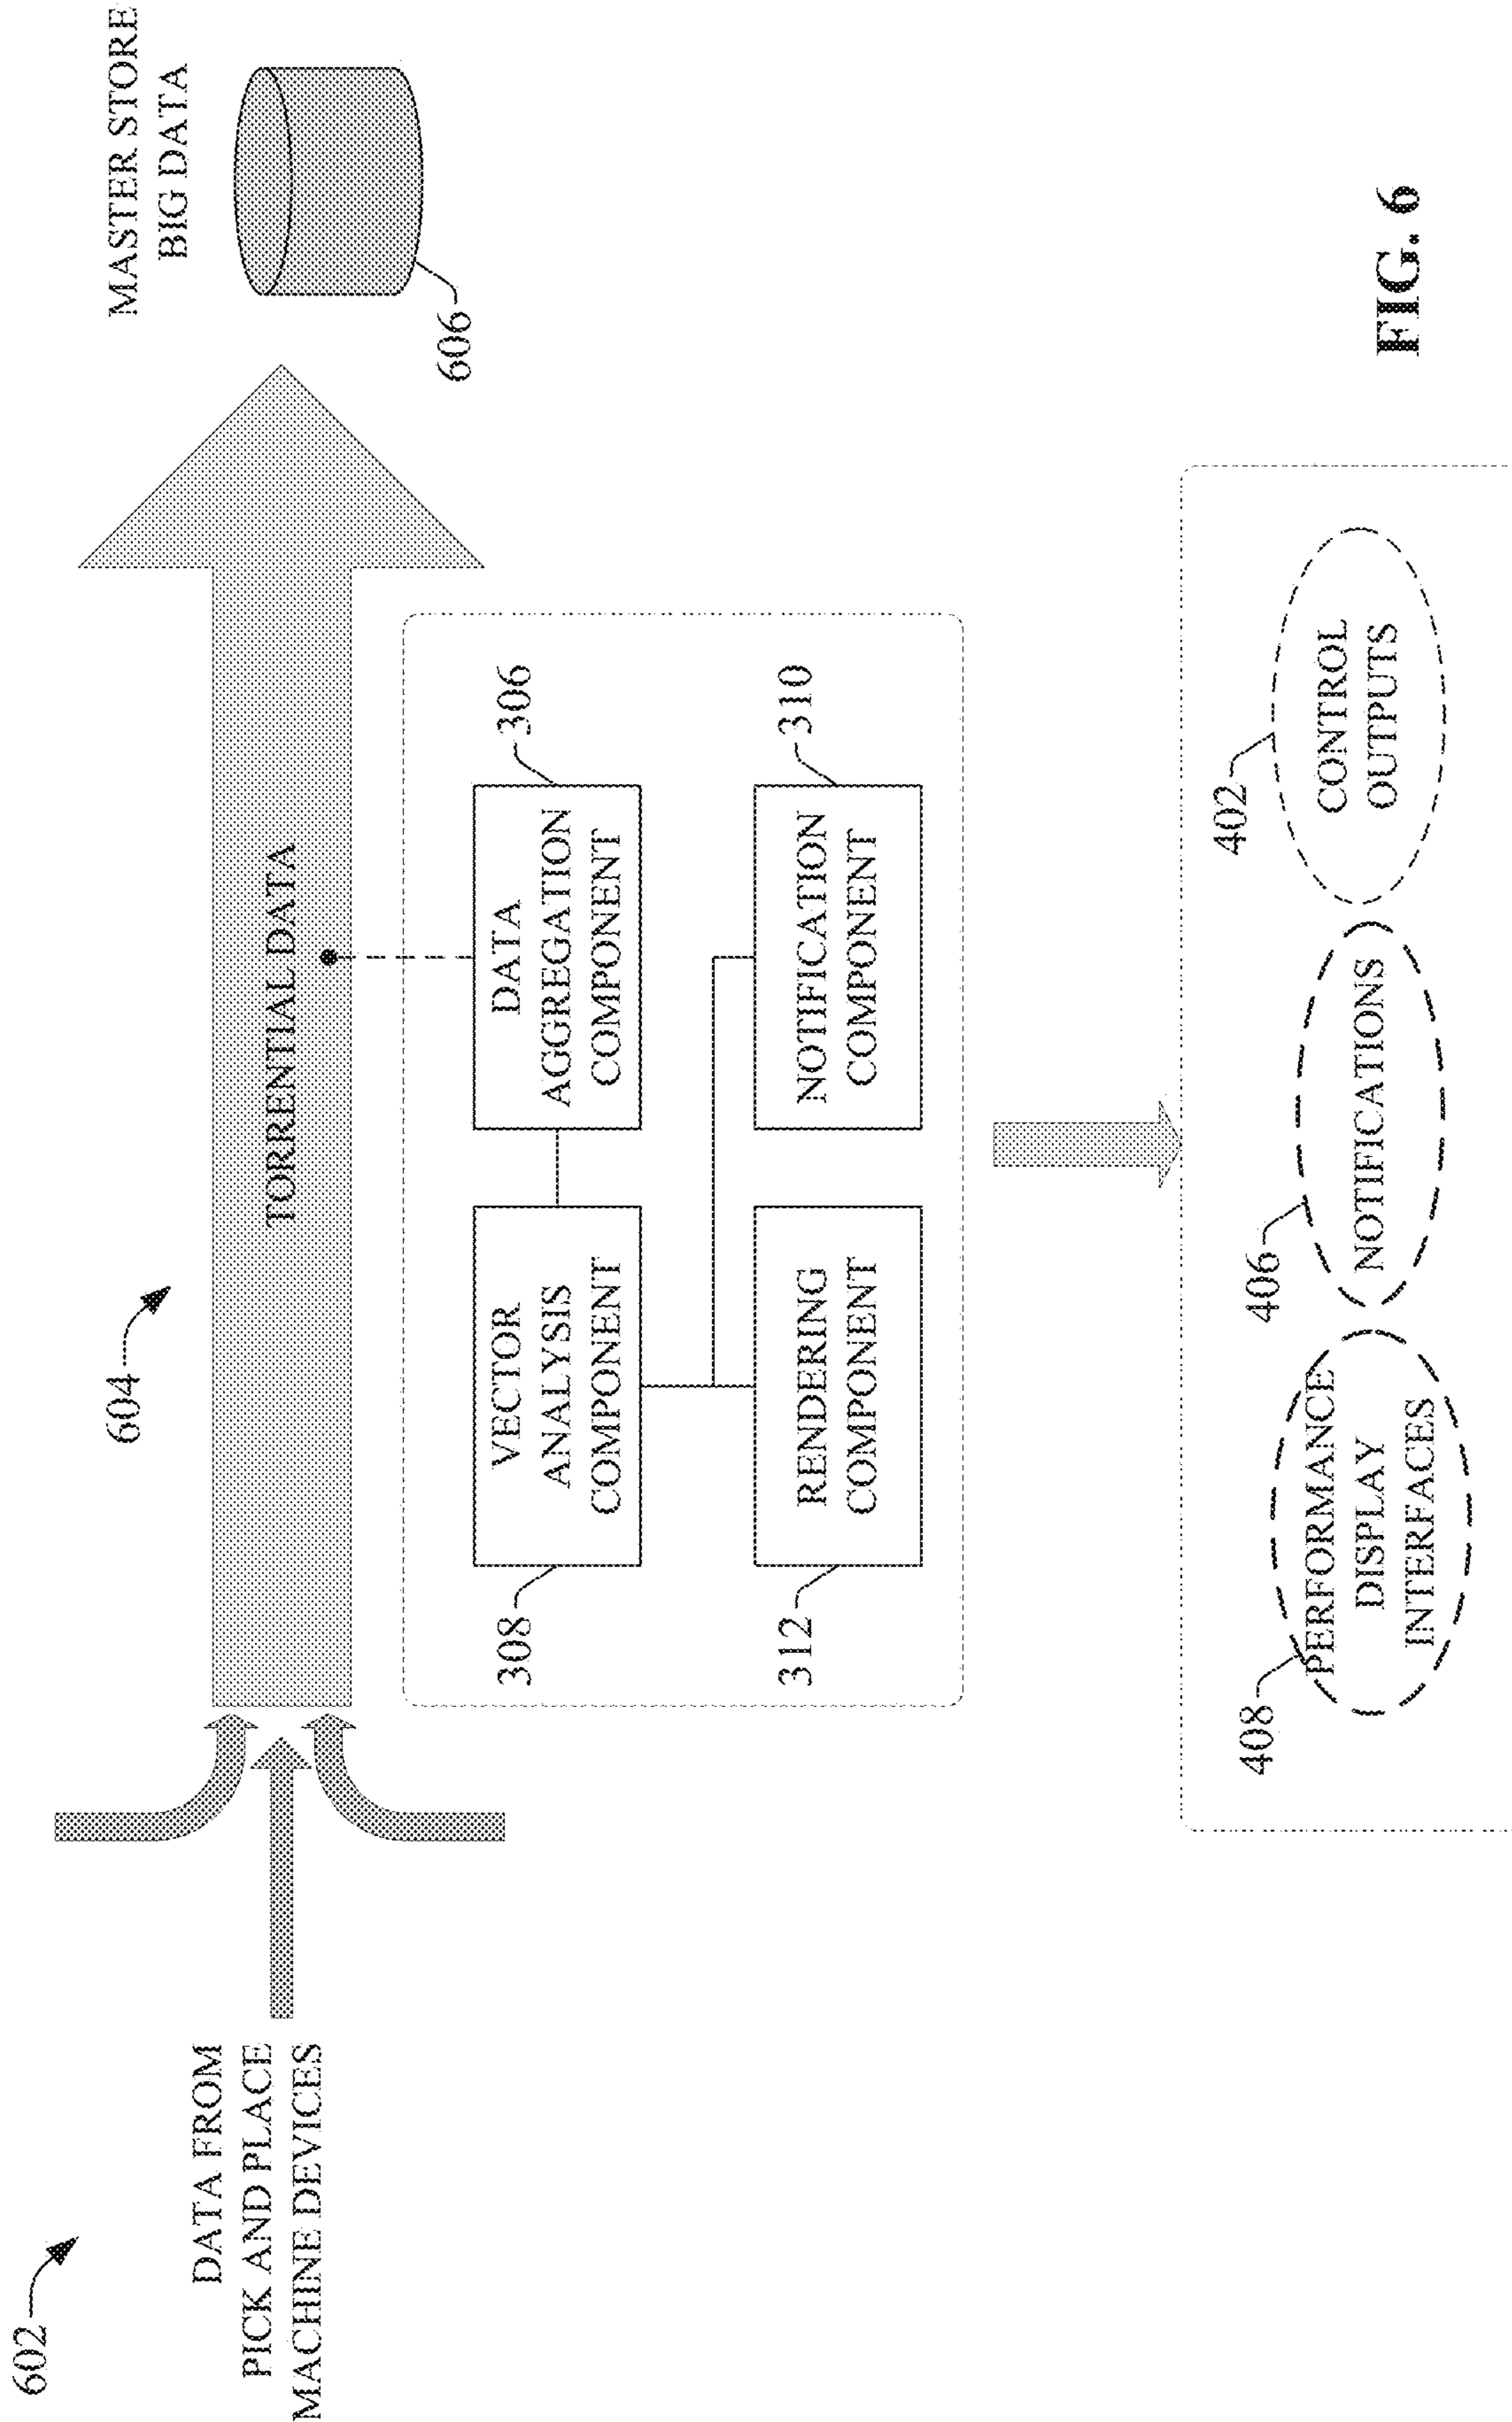 602
DATA FROM
PICK AND PLACE
MACHINE DEVICES
604
TORRENTIAL DATA
MASTER STORE
BIG DATA
606
308
VECTOR
ANALYSIS
COMPONENT
DATA
AGGREGATION
COMPONENT
306
312
RENDERING
COMPONENT
NOTIFICATION
COMPONENT
310
408
PERFORMANCE
DISPLAY
INTERFACES
406
NOTIFICATIONS
402
CONTROL
OUTPUTS
FIG. 6